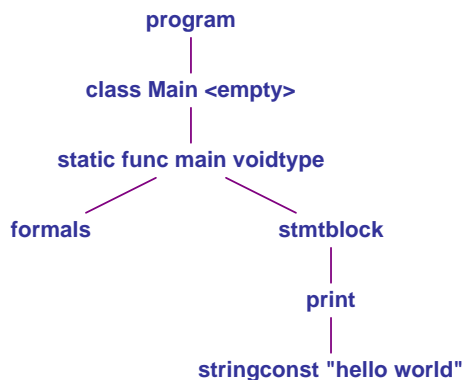 program
class Main <empty>
static func main voidtype
formals
stmtblock
print
stringconst "hello world"